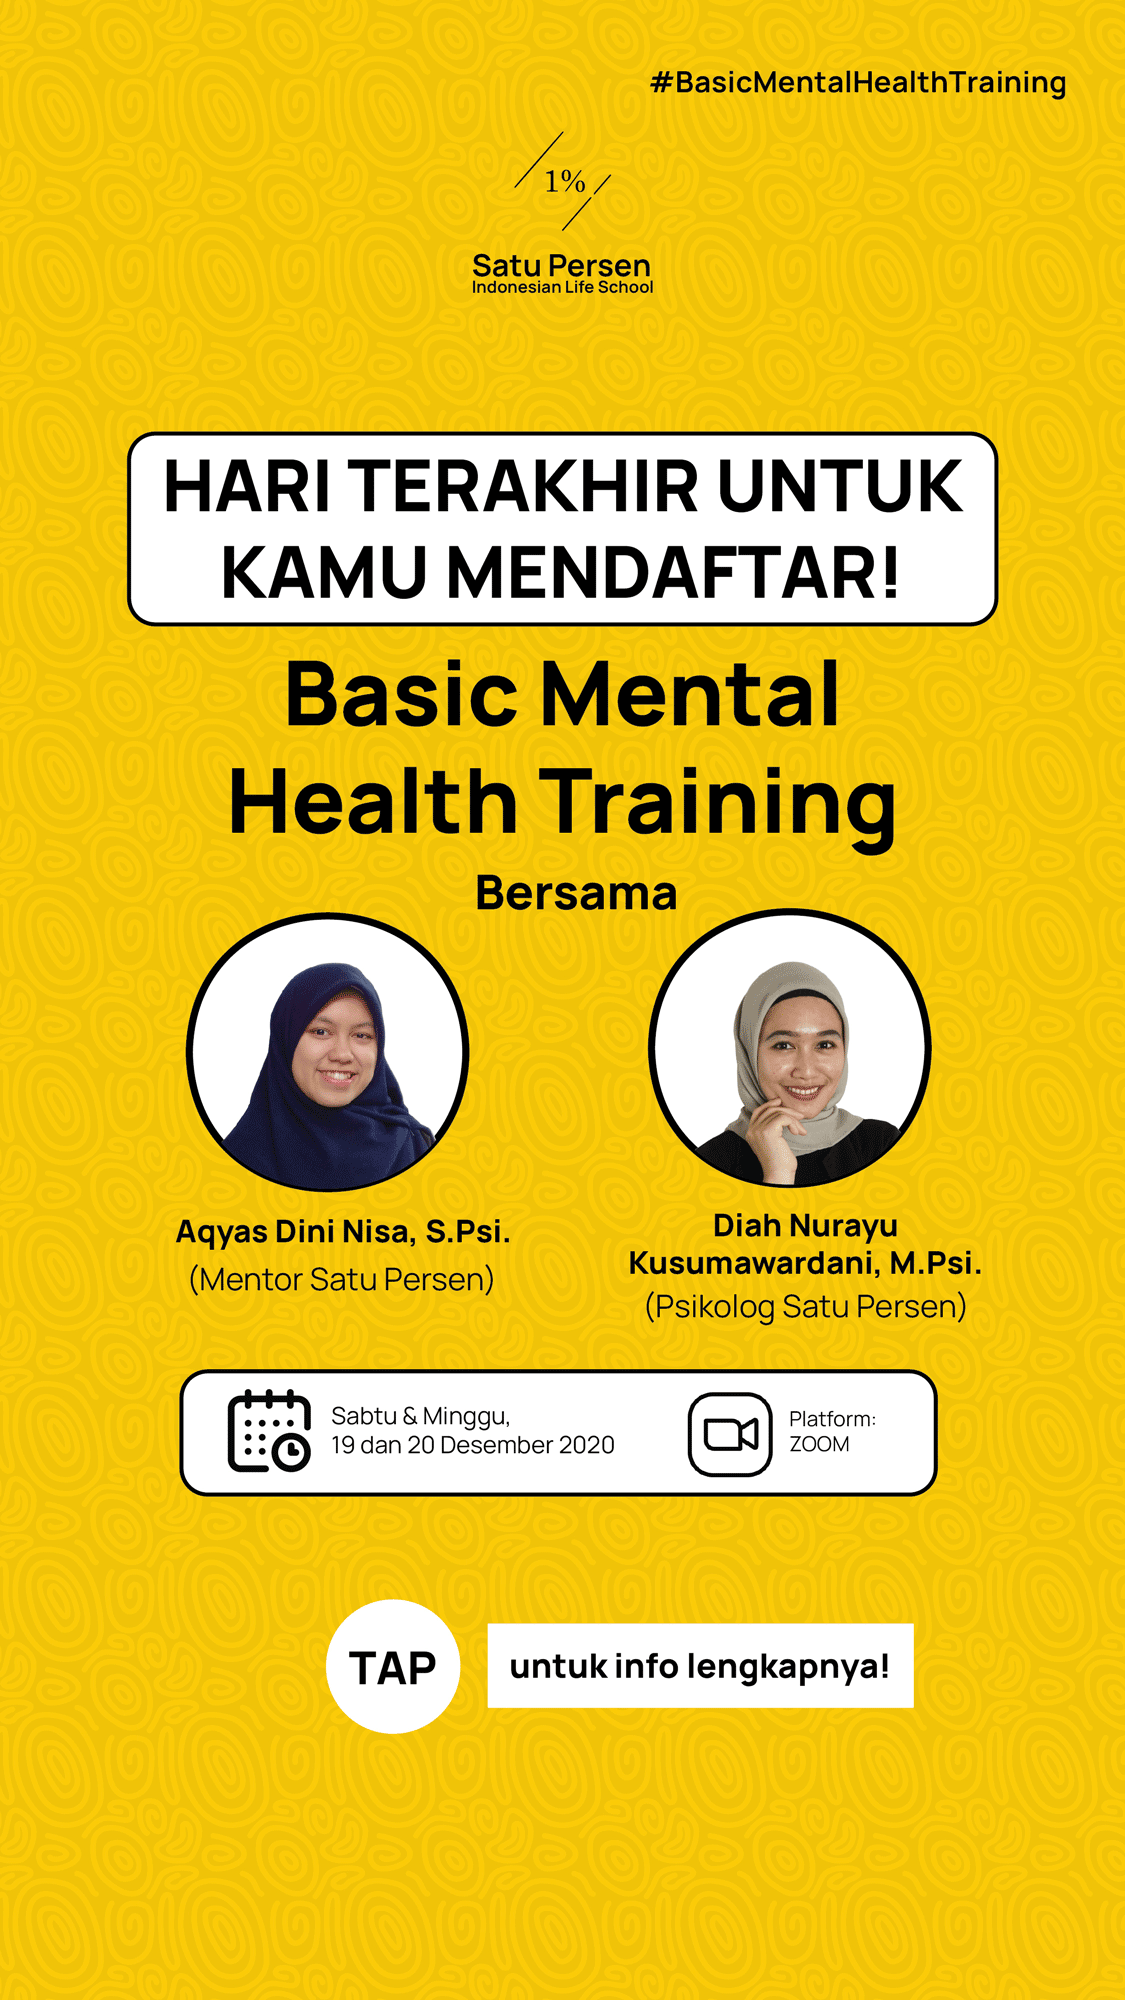 #BasicMentalHealthTraining
1%
Satu Persen
Indonesian Life School
HARI TERAKHIR UNTUK
KAMU MENDAFTAR!
Basic Mental
Health Training
Bersama
Aqyas Dini Nisa, S.Psi.
(Mentor Satu Persen)
Diah Nurayu
Kusumawardani, M.Psi.
(Psikolog Satu Persen)
Sabtu & Minggu,
19 dan 20 Desember 2020
Platform:
ZOOM
TAP
untuk info lengkapnya!